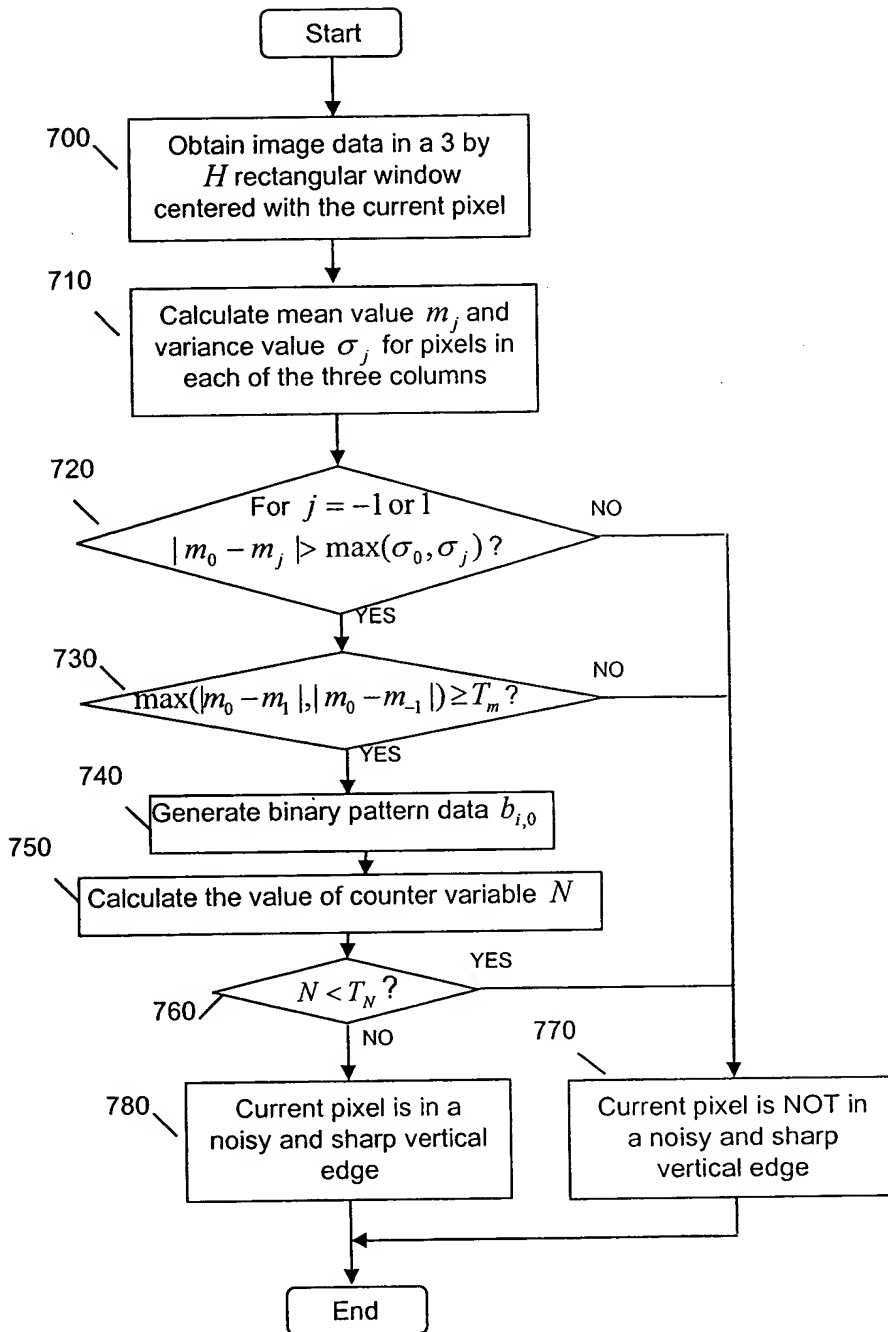 Start
700
Obtain image data in a 3 by
H rectangular window
centered with the current pixel
710
Calculate mean value m_j and
variance value σ_j for pixels in
each of the three columns
720
For j = -1 or 1
NO
| m_0 - m_j |> max(σ_0, σ_j) ?
YES
730
NO
max(|m_0 - m_1 |,| m_0 - m_{-1} |) ≥ T_m ?
YES
740
Generate binary pattern data b_{i,0}
750
Calculate the value of counter variable N
YES
N < T_N ?
760
NO
770
780
Current pixel is in a
noisy and sharp vertical
edge
Current pixel is NOT in
a noisy and sharp
vertical edge
End